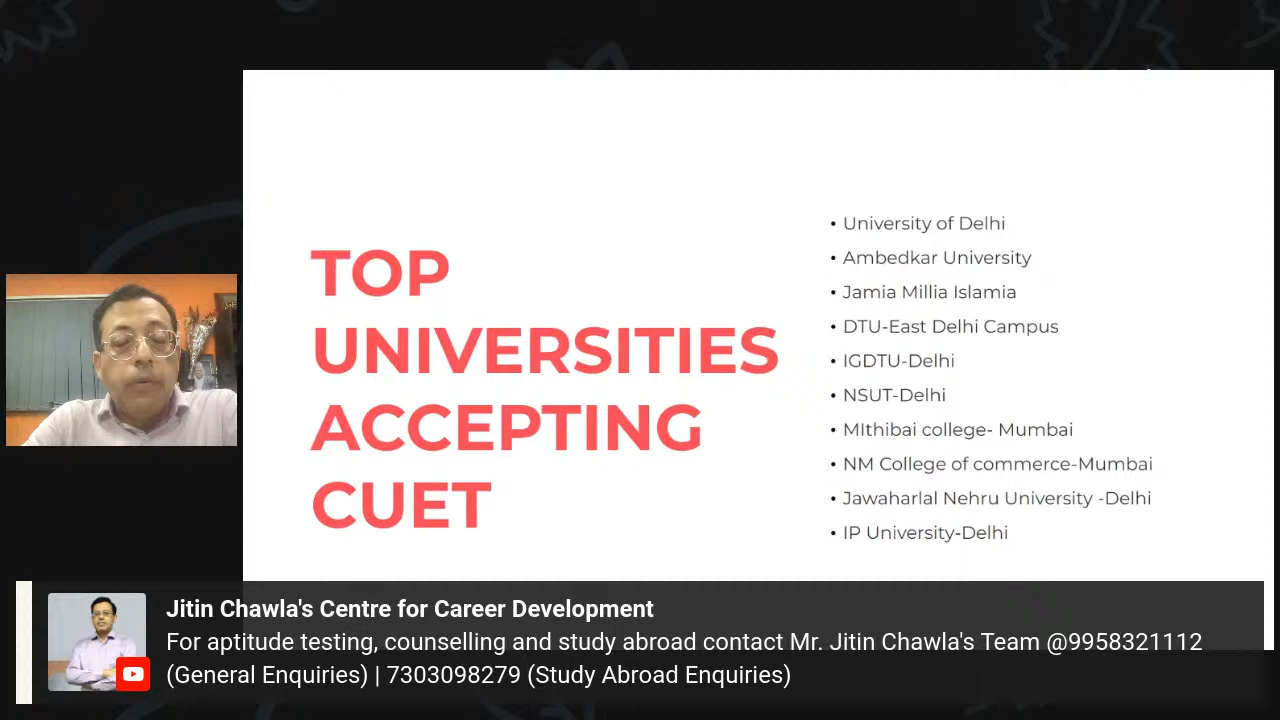 TOP
UNIVERSITIES
ACCEPTING
CUET
• University of Delhi
• Ambedkar University
• Jamia Millia Islamia
• DTU-East Delhi Campus
• IGDTU-Delhi
• NSUT-Delhi
• MIthibai college- Mumbai
• NM College of commerce-Mumbai
• Jawaharlal Nehru University -Delhi
• IP University-Delhi
Jitin Chawla's Centre for Career Development
For aptitude testing, counselling and study abroad contact Mr. Jitin Chawla's Team @9958321112
(General Enquiries) | 7303098279 (Study Abroad Enquiries)